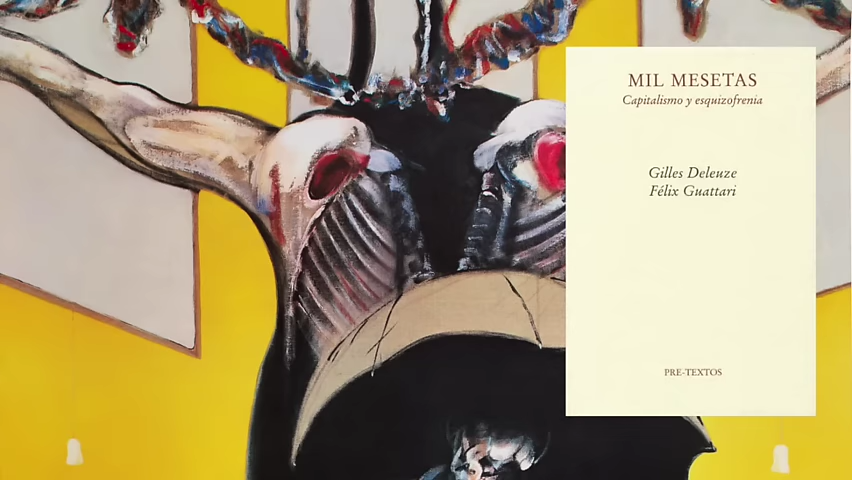 MIL MESETAS
Capitalismo y esquizofrenia
Gilles Deleuze
Félix Guattari
PRE-TEXTOS